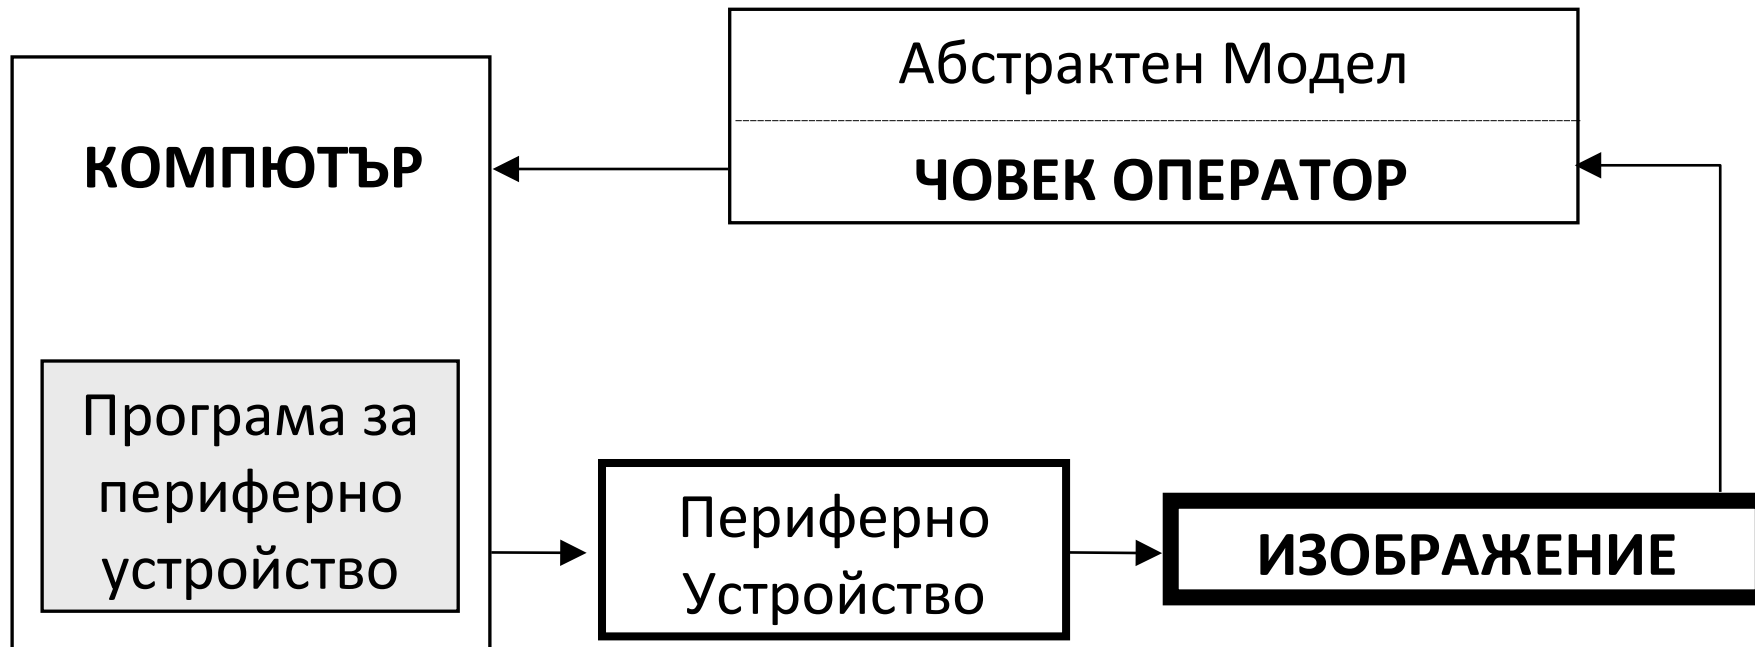 Абстрактен Модел
ЧОВЕК ОПЕРАТОР
КОМПЮТЪР
Програма за
периферно
устройство
Периферно
Устройство
ИЗОБРАЖЕНИЕ